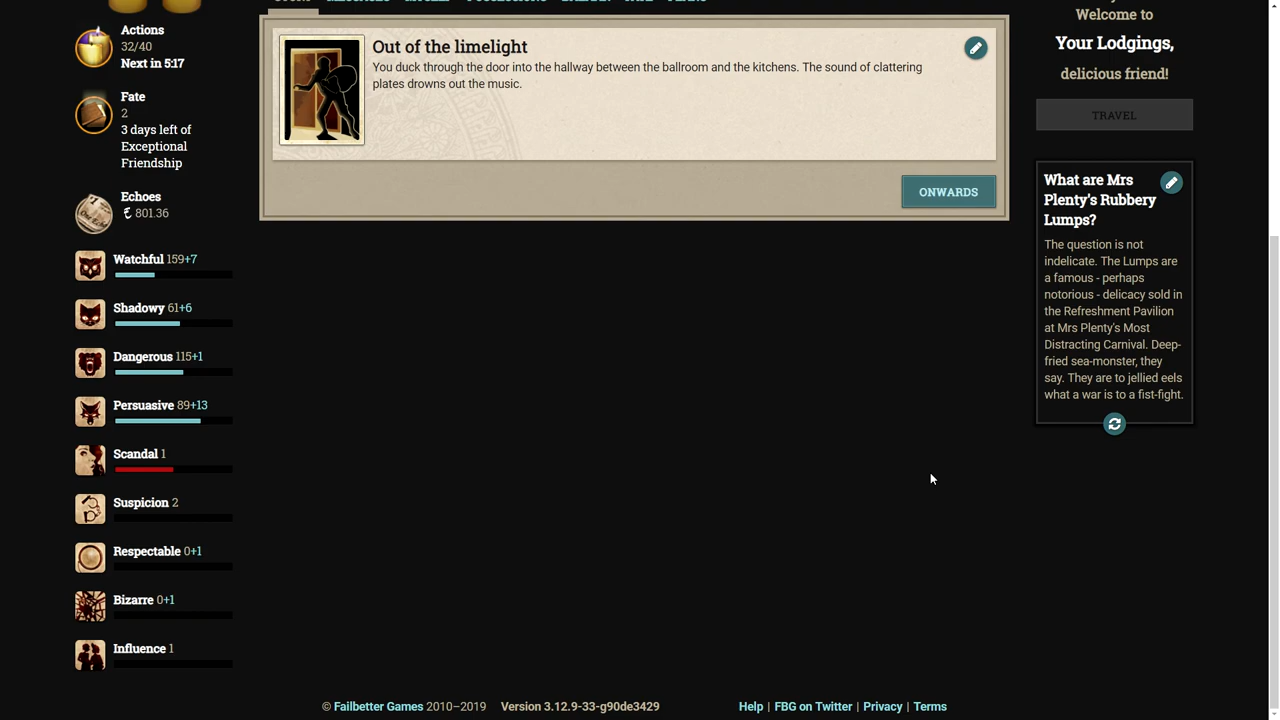 Actions
32/40
Next in 5:17
Fate
2
3 days left of
Exceptional
Friendship
Echoes
801.36
Watchful 159+7
Shadowy 61+6
Dangerous 115+1
Persuasive 89+13
Scandal 1
Suspicion 2
Respectable 0+1
Bizarre 0+1
Influence 1
Out of the limelight
You duck through the door into the hallway between the ballroom and the kitchens. The sound of clattering
plates drowns out the music.
ONWARDS
Welcome to
Your Lodgings,
delicious friend!
TRAVEL
What are Mrs
Plenty's Rubbery
Lumps?
The question is not
indelicate. The Lumps are
a famous - perhaps
notorious - delicacy sold in
the Refreshment Pavilion
at Mrs Plenty's Most
Distracting Carnival. Deep-
fried sea-monster, they
say. They are to jellied eels
what a war is to a fist-fight.
© Failbetter Games 2010–2019 Version 3.12.9-33-g90de3429 Help | FBG on Twitter | Privacy | Terms